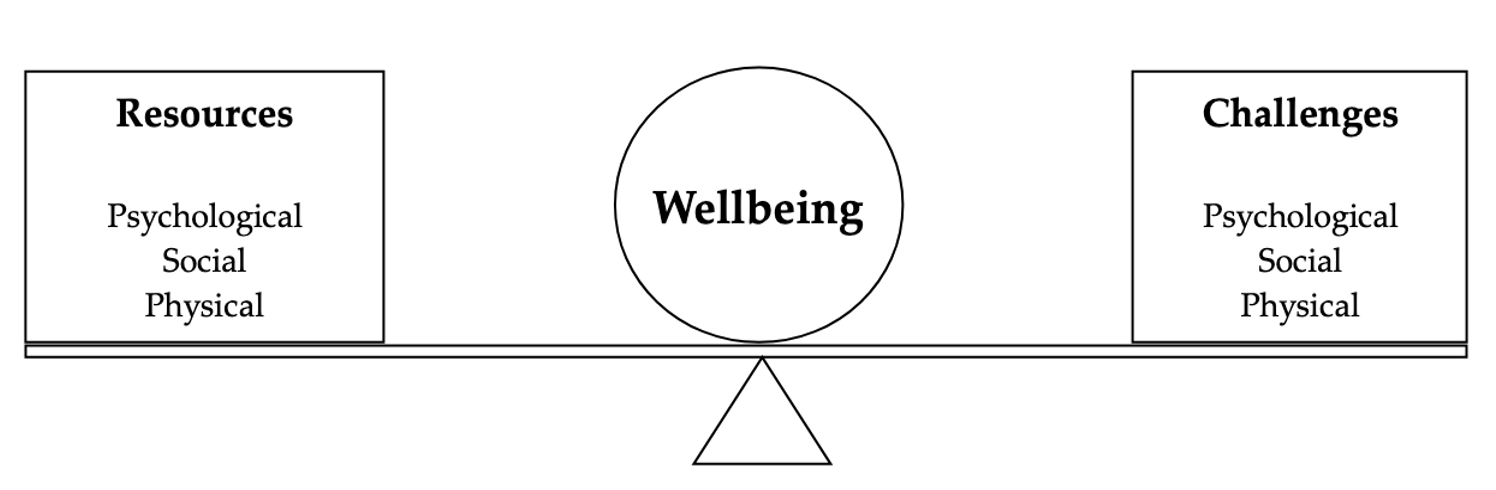 Resources
Psychological
Social
Physical
Wellbeing
Challenges
Psychological
Social
Physical